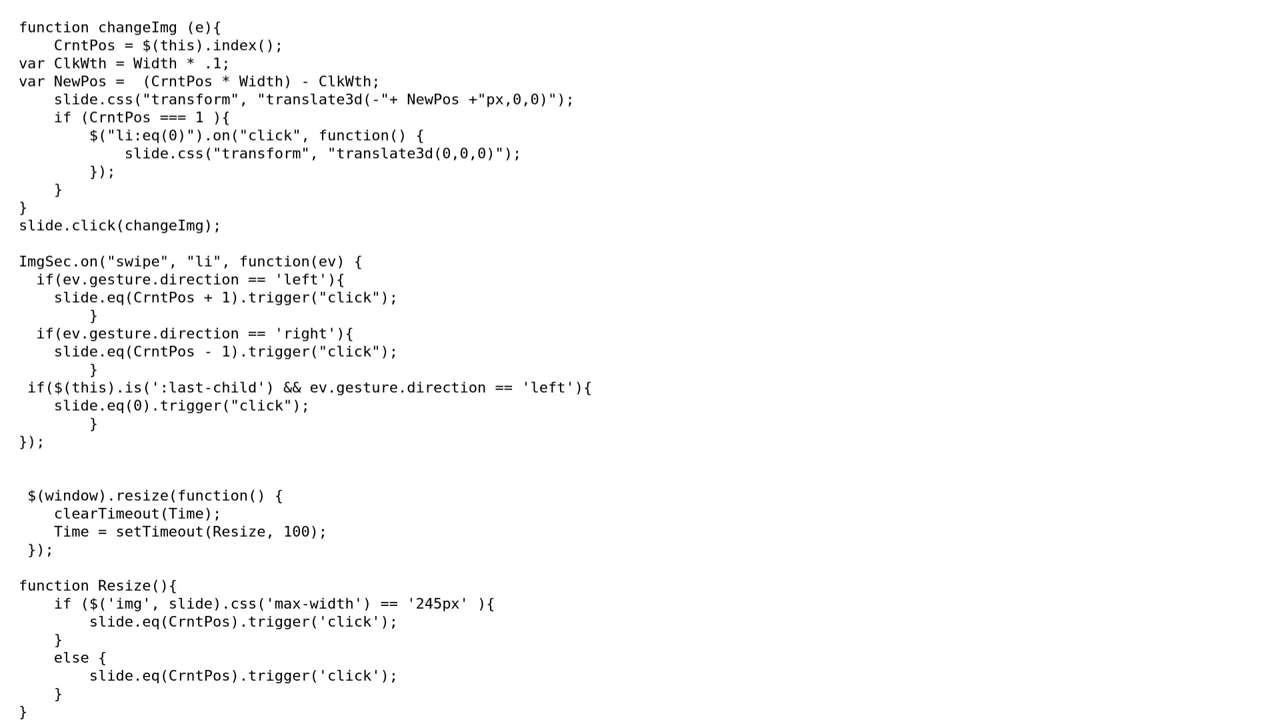 function changeImg (e){
    CrntPos = $(this).index();
var ClkWth = Width * .1;
var NewPos =  (CrntPos * Width) - ClkWth;
    slide.css("transform", "translate3d(-"+ NewPos +"px,0,0)");
    if (CrntPos === 1 ){
        $("li:eq(0)").on("click", function() {
            slide.css("transform", "translate3d(0,0,0)");
        });
    }
}
slide.click(changeImg);

ImgSec.on("swipe", "li", function(ev) {
  if(ev.gesture.direction == 'left'){
    slide.eq(CrntPos + 1).trigger("click");
        }
  if(ev.gesture.direction == 'right'){
    slide.eq(CrntPos - 1).trigger("click");
        }
 if($(this).is(':last-child') && ev.gesture.direction == 'left'){
    slide.eq(0).trigger("click");
        }
});


 $(window).resize(function() {
    clearTimeout(Time);
    Time = setTimeout(Resize, 100);
 });

function Resize(){
    if ($('img', slide).css('max-width') == '245px' ){
        slide.eq(CrntPos).trigger('click');
    }
    else {
        slide.eq(CrntPos).trigger('click');
    }
}